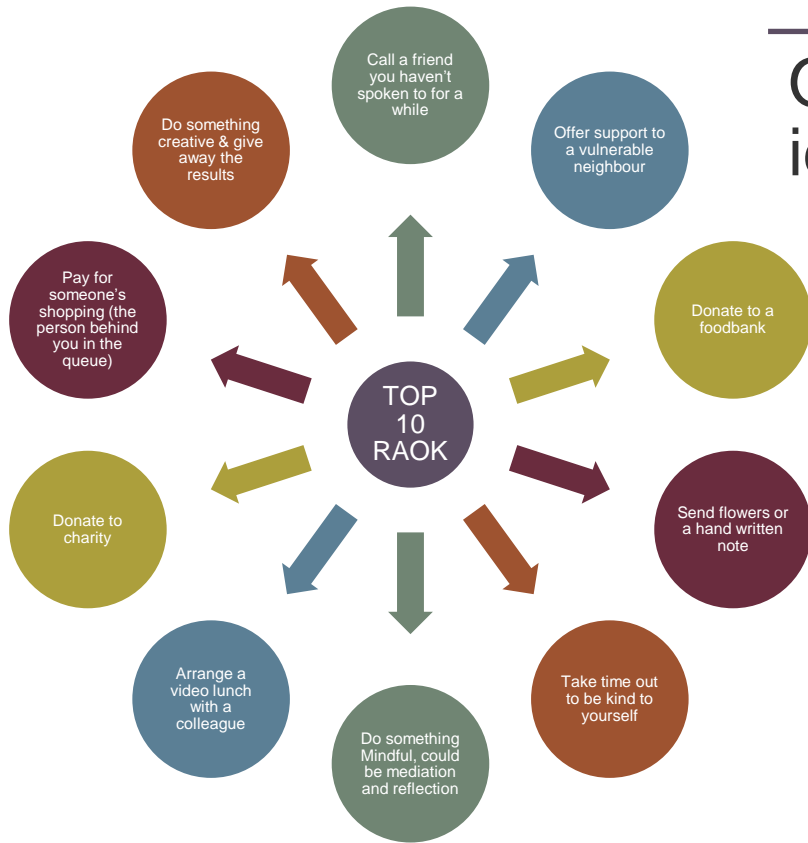 Call a friend
you haven't
spoken to for a
while
Offer support to
a vulnerable
neighbour
Donate to a
foodbank
Send flowers or
a hand written
note
Take time out
to be kind to
yourself
Do something
Mindful, could
be mediation
and reflection
Arrange a
video lunch
with a
colleague
Donate to
charity
Pay for
someone's
shopping (the
person behind
you in the
queue)
Do something
creative & give
away the
results
TOP
10
RAOK